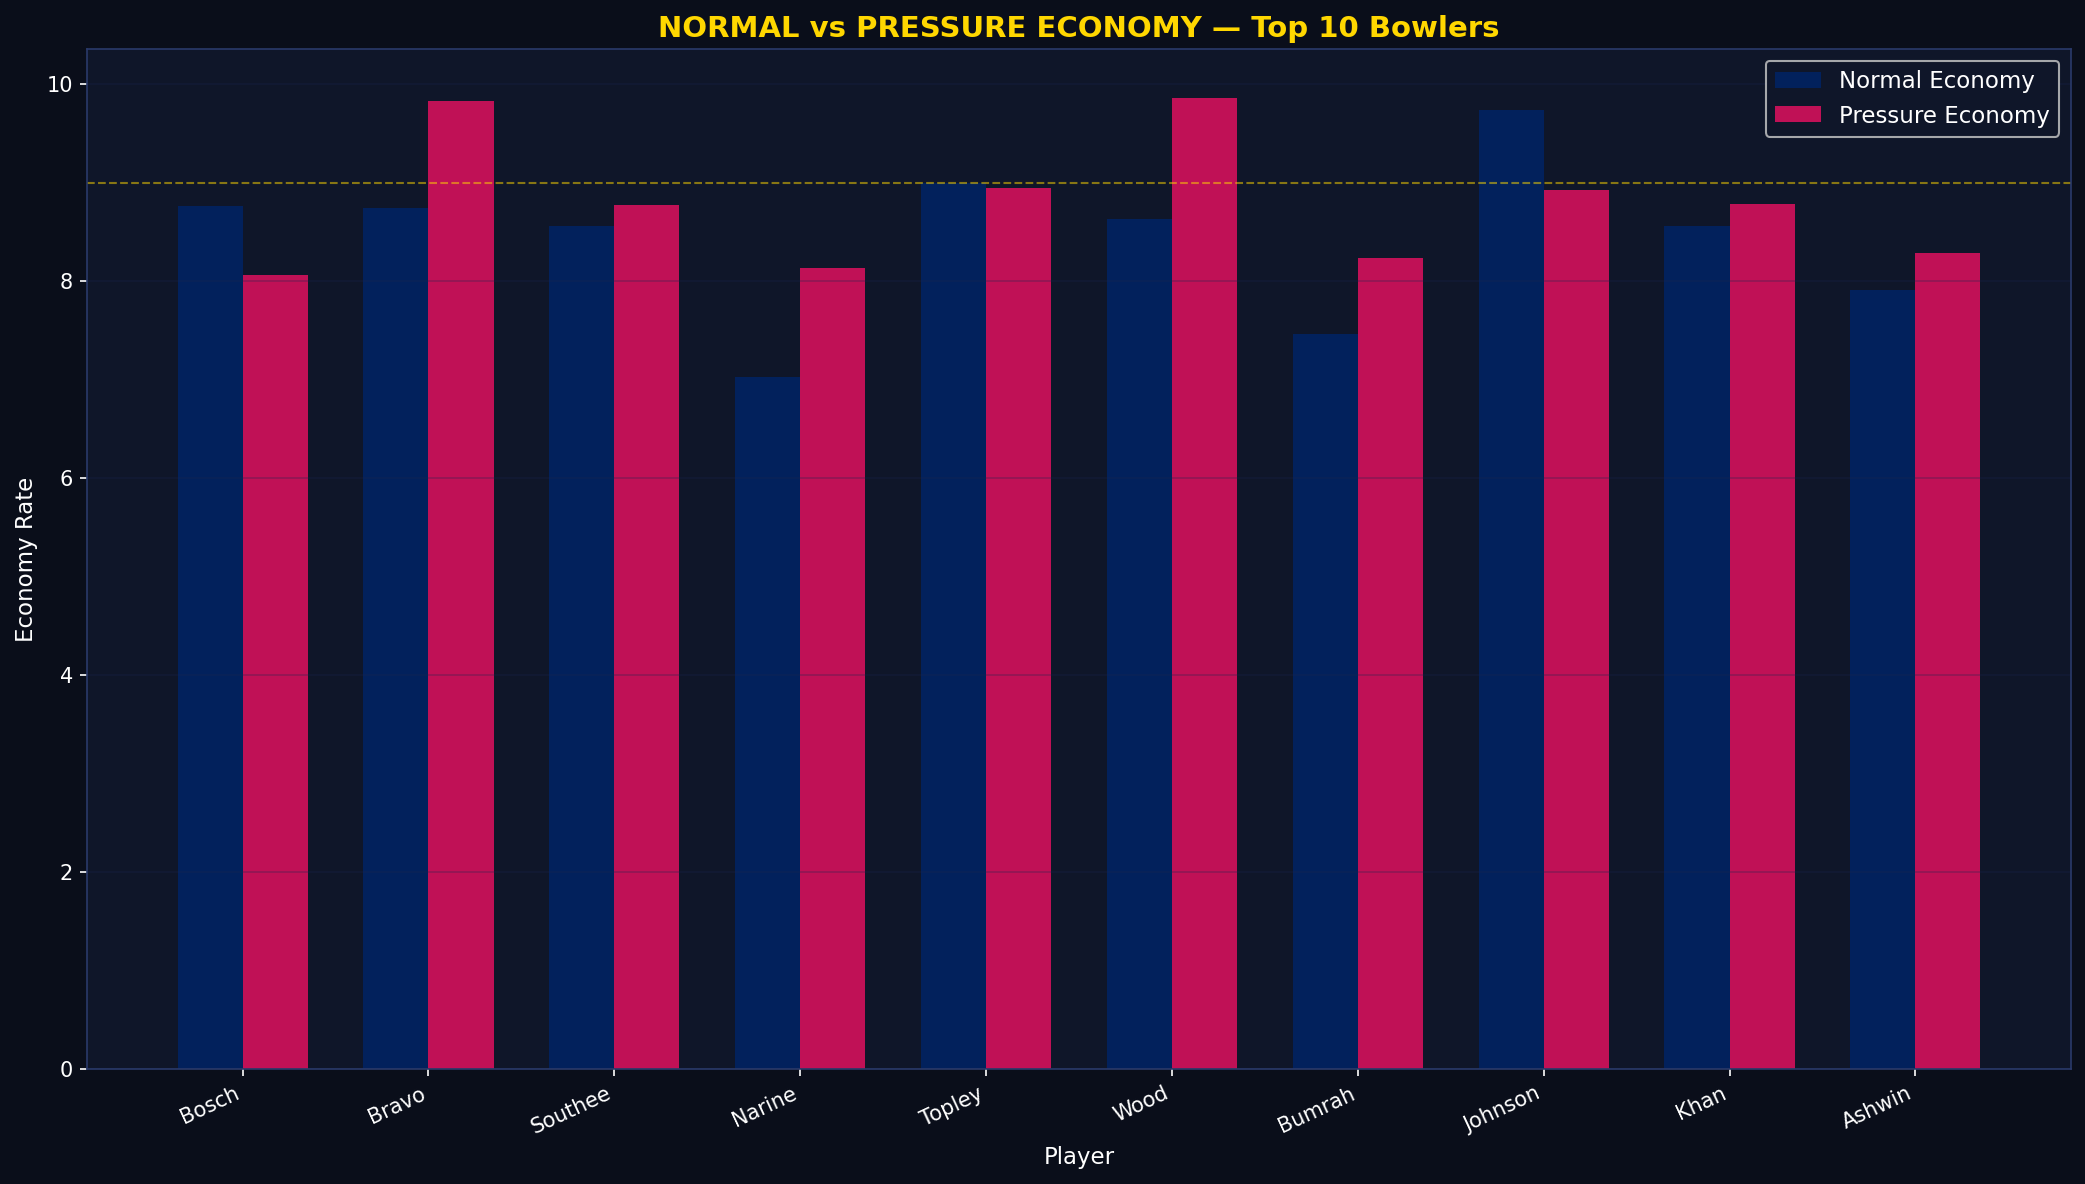 NORMAL vs PRESSURE ECONOMY — Top 10 Bowlers
Normal Economy
Pressure Economy
10
8
6
4
2
0
Economy Rate
Bosch
Bravo
Southee
Narine
Topley
Wood
Bumrah
Johnson
Khan
Ashwin
Player